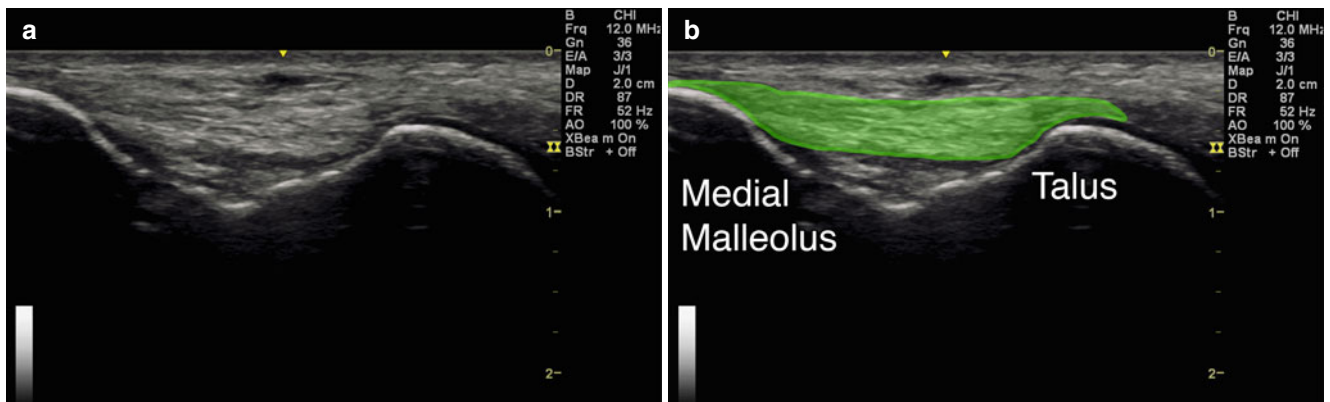 a
B CHI
Frq 12.0 MHz
Gn 36
E/A 3/3
Map J/1
D 2.0 cm
DR 87
FR 52 Hz
AO 100 %
XBea m On
BStr + Off
0
1
2
b
B CHI
Frq 12.0 MHz
Gn 36
E/A 3/3
Map J/1
D 2.0 cm
DR 87
FR 52 Hz
AO 100 %
XBea m On
BStr + Off
0
1
2
Medial
Malleolus
Talus